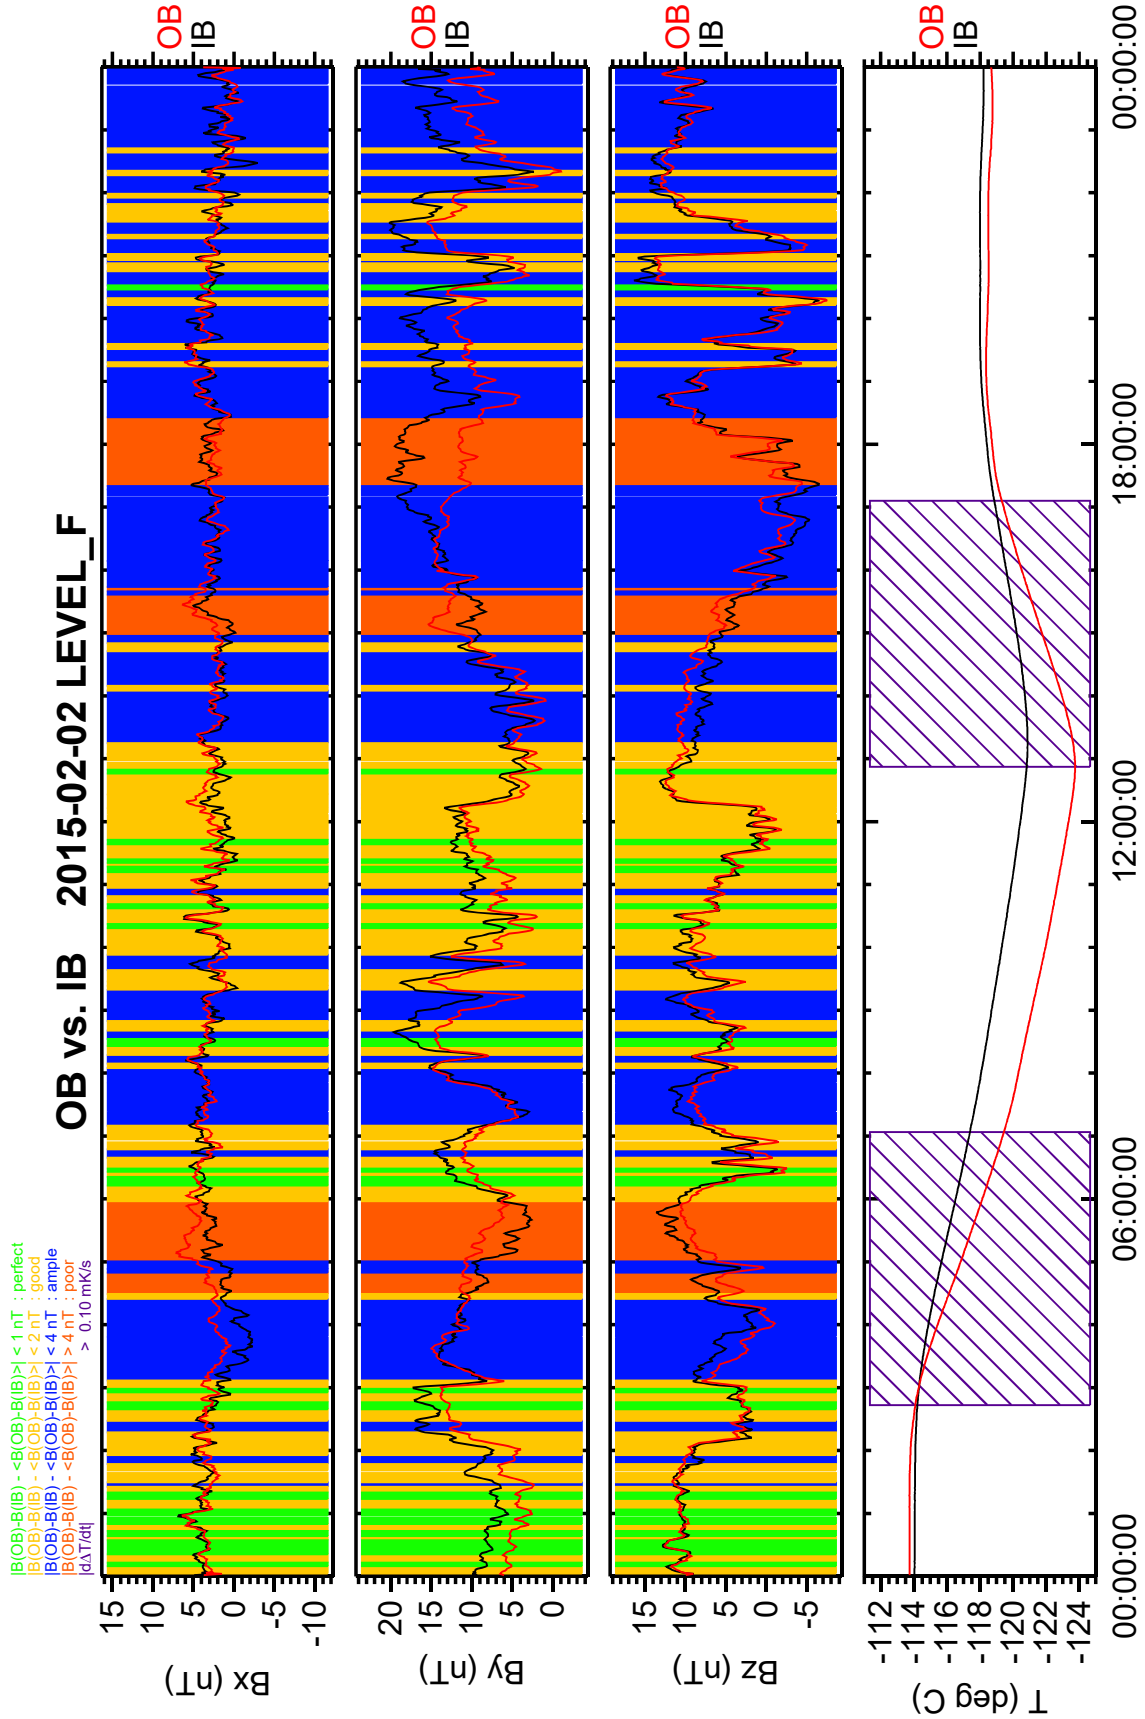 OB vs. IB 2015-02-02 LEVEL_F
|B(OB)-B(IB) - <B(OB)-B(IB)>| < 1 nT : perfect
|B(OB)-B(IB) - <B(OB)-B(IB)>| < 2 nT : good
|B(OB)-B(IB) - <B(OB)-B(IB)>| < 4 nT : ample
|B(OB)-B(IB) - <B(OB)-B(IB)>| > 4 nT : poor
|dΔT/dt| > 0.10 mK/s
Bx (nT)
15
10
5
0
-5
-10
OB
IB
By (nT)
20
15
10
5
0
OB
IB
Bz (nT)
15
10
5
0
-5
OB
IB
T (deg C)
-112
-114
-116
-118
-120
-122
-124
OB
IB
00:00:00
06:00:00
12:00:00
18:00:00
00:00:00